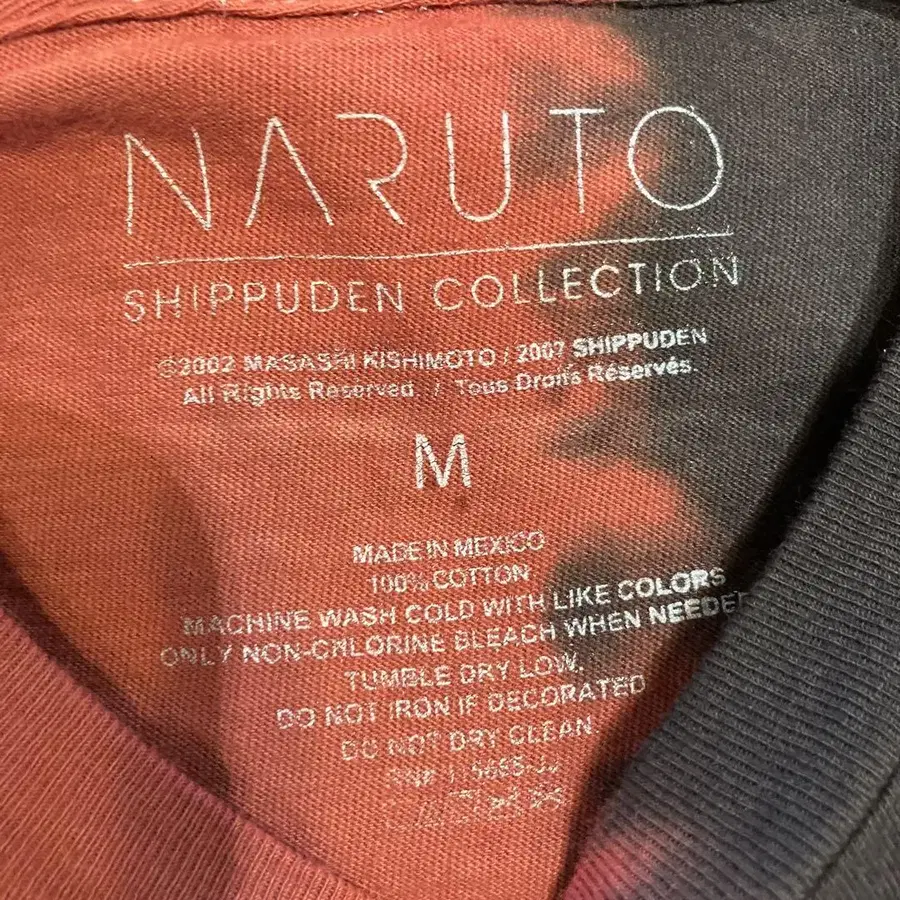 NARUTO
SHIPPUDEN COLLECTION
©2002 MASASHI KISHIMOTO / 2007 SHIPPUDEN
All Rights Reserved / Tous Droits Réservés.
M
MADE IN MEXICO
100% COTTON
MACHINE WASH COLD WITH LIKE COLORS
ONLY NON-CHLORINE BLEACH WHEN NEEDED
TUMBLE DRY LOW.
DO NOT IRON IF DECORATED
DO NOT DRY CLEAN
RN#